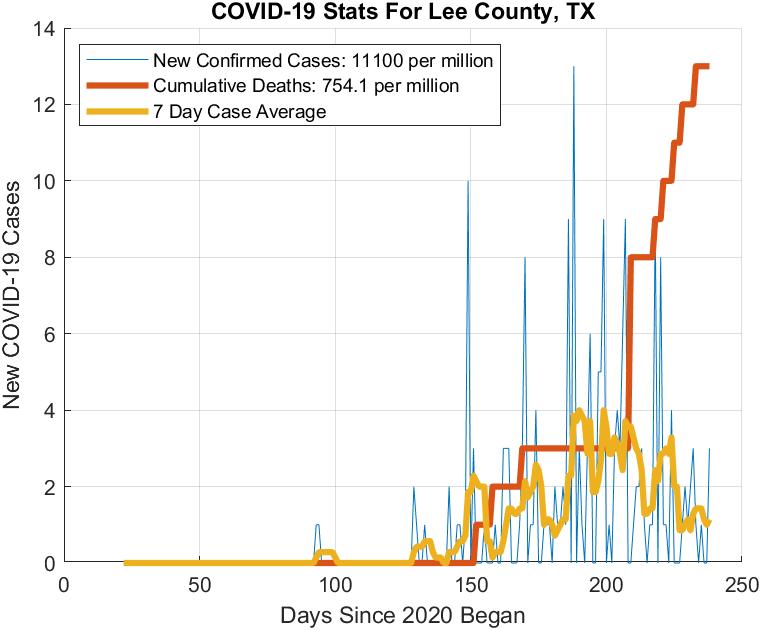 COVID-19 Stats For Lee County, TX
New Confirmed Cases: 11100 per million
Cumulative Deaths: 754.1 per million
7 Day Case Average
New COVID-19 Cases
14
12
10
8
6
4
2
0
0 50 100 150 200 250
Days Since 2020 Began